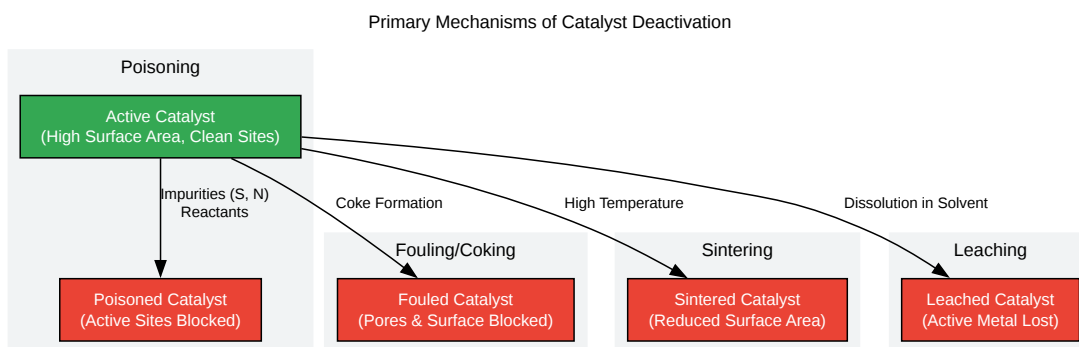 Primary Mechanisms of Catalyst Deactivation
Poisoning
Active Catalyst
(High Surface Area, Clean Sites)
Impurities (S, N)
Reactants
Coke Formation
High Temperature
Dissolution in Solvent
Fouling/Coking
Sintering
Leaching
Poisoned Catalyst
(Active Sites Blocked)
Fouled Catalyst
(Pores & Surface Blocked)
Sintered Catalyst
(Reduced Surface Area)
Leached Catalyst
(Active Metal Lost)